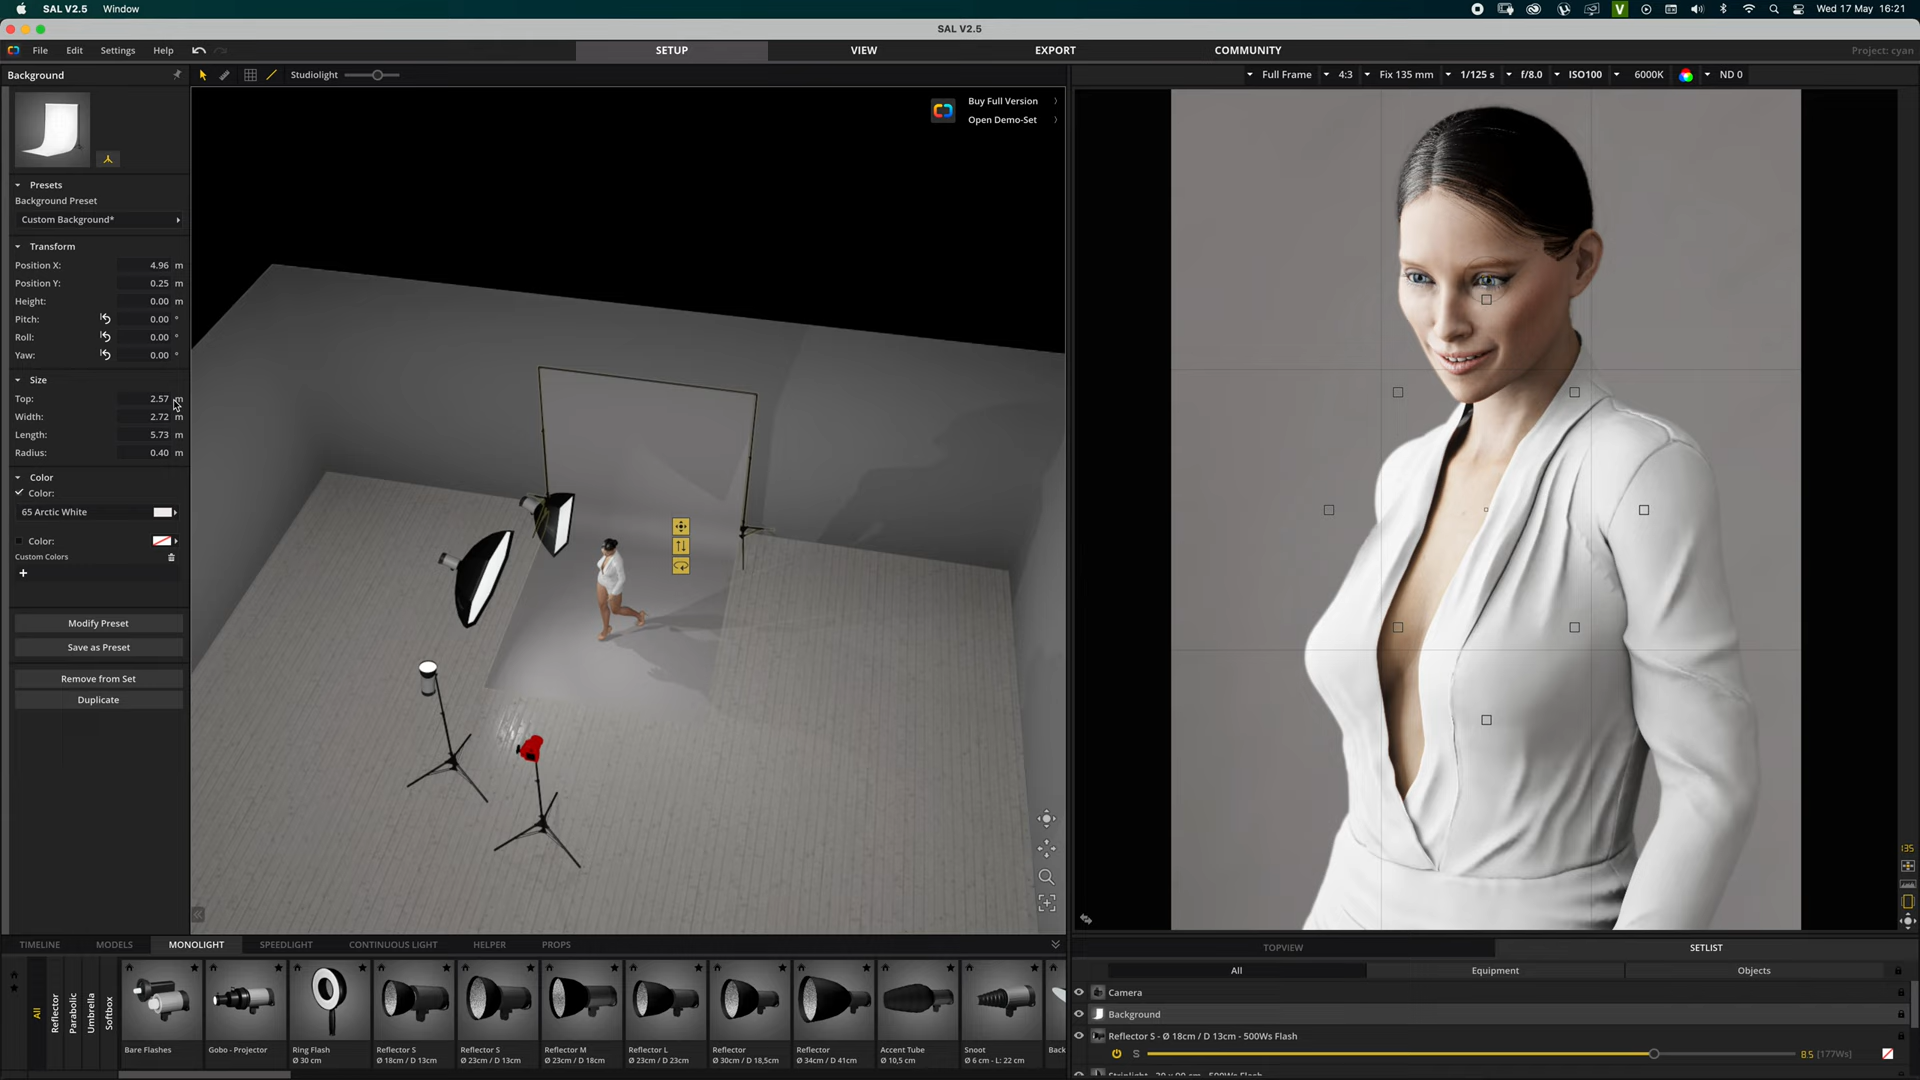 SAL V2.5 Window
V
Wed 17 May 16:21
SAL V2.5
File Edit Settings Help
SETUP VIEW EXPORT COMMUNITY
Project: cyan
Background
Studiolight
Full Frame 4:3 Fix 135 mm 1/125 s f/8.0 ISO100 6000K ND 0
Buy Full Version
Open Demo-Set
Presets
Background Preset
Custom Background*
Transform
Position X: 4.96 m
Position Y: 0.25 m
Height: 0.00 m
Pitch: 0.00 °
Roll: 0.00 °
Yaw: 0.00 °
Size
Top: 2.57 m
Width: 2.72 m
Length: 5.73 m
Radius: 0.40 m
Color
Color:
65 Arctic White
Color:
Custom Colors
+
Modify Preset
Save as Preset
Remove from Set
Duplicate
135
TIMELINE MODELS MONOLIGHT SPEEDLIGHT CONTINUOUS LIGHT HELPER PROPS
All
Reflector
Parabolic
Umbrella
Softbox
Bare Flashes
Gobo - Projector
Ring Flash
Ø 30 cm
Reflector S
Ø 18cm / D 13cm
Reflector S
Ø 23cm / D 13cm
Reflector M
Ø 23cm / D 18cm
Reflector L
Ø 23cm / D 23cm
Reflector
Ø 30cm / D 18,5cm
Reflector
Ø 34cm / D 41cm
Accent Tube
Ø 10,5 cm
Snoot
Ø 6 cm - L: 22 cm
Back
TOPVIEW SETLIST
All Equipment Objects
Camera
Background
Reflector S - Ø 18cm / D 13cm - 500Ws Flash
S 8.5 (177Ws)